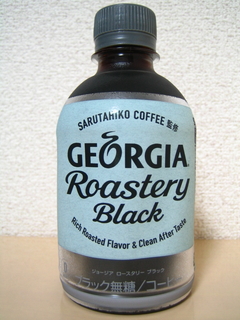 SARUTAHIKO COFFEE 監修
GEORGIA
Roastery
Black
Rich Roasted Flavor & Clean After Taste
ジョージア ロースタリー ブラック
ブラック無糖/コーヒー